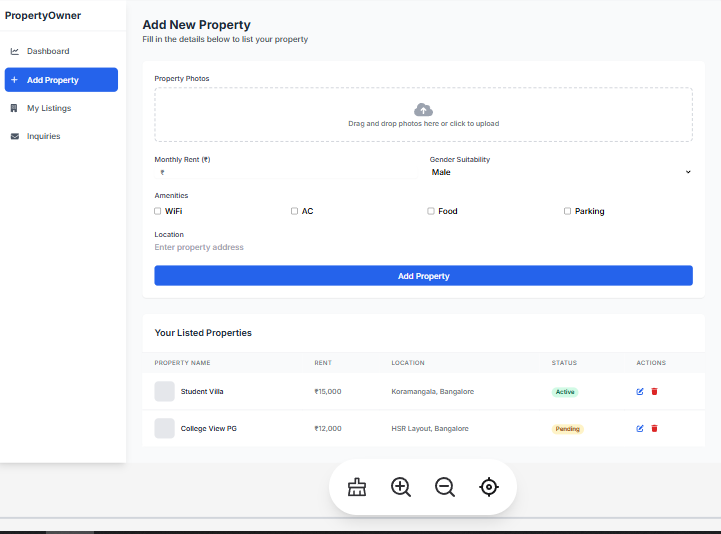 PropertyOwner
Dashboard
Add Property
My Listings
Inquiries
Add New Property
Fill in the details below to list your property
Property Photos
Drag and drop photos here or click to upload
Monthly Rent (₹) Gender Suitability
₹ Male
Amenities
WiFi AC Food Parking
Location
Enter property address
Add Property
Your Listed Properties
PROPERTY NAME RENT LOCATION STATUS ACTIONS
Student Villa ₹15,000 Koramangala, Bangalore Active
College View PG ₹12,000 HSR Layout, Bangalore Pending